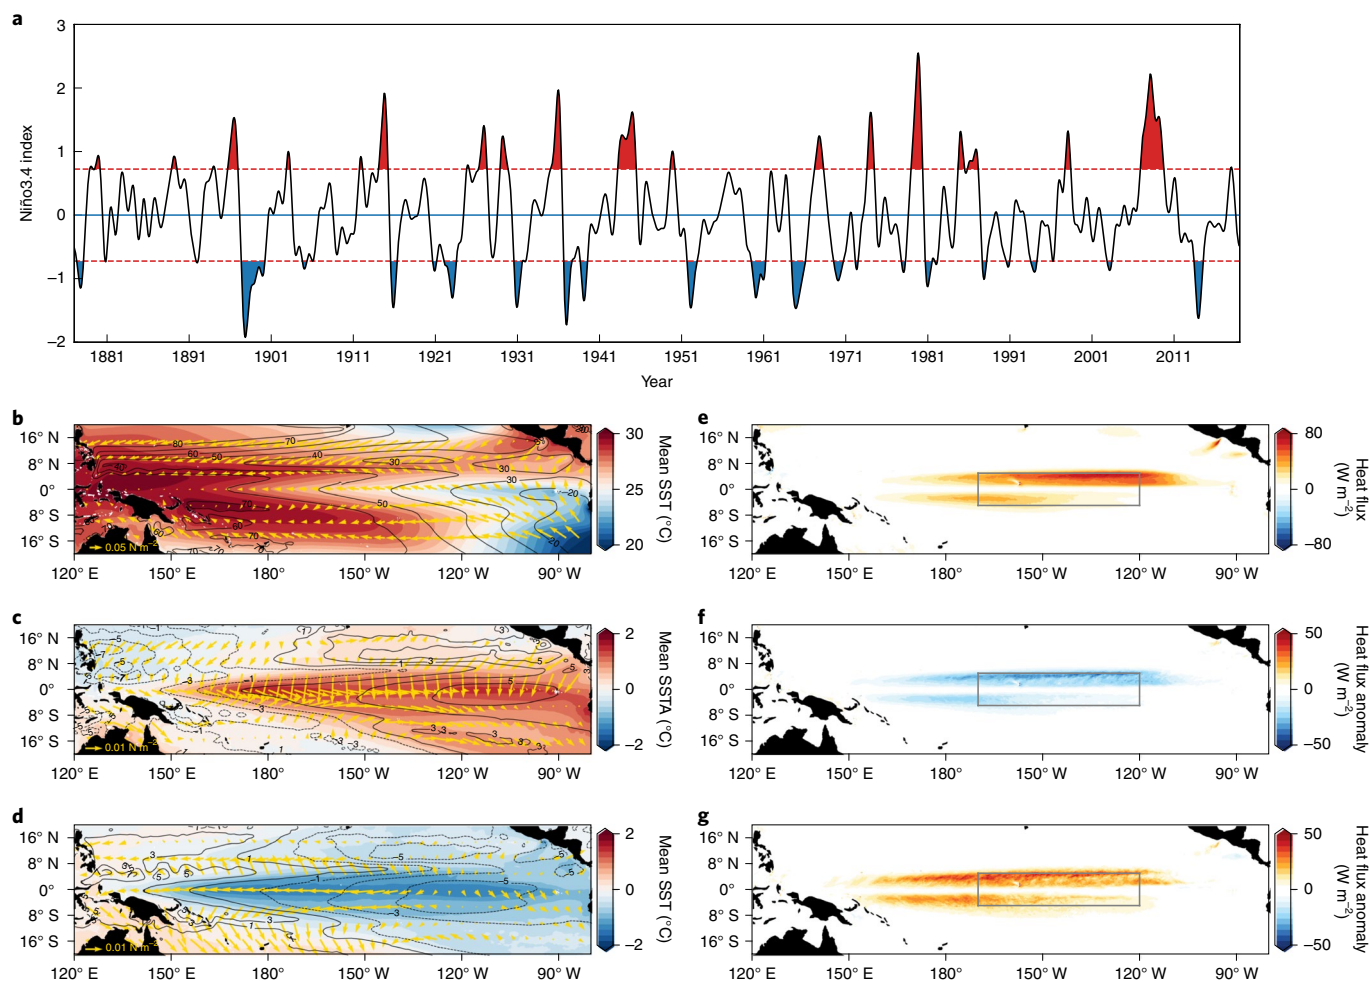 a
3
2
1
0
−1
−2
Niño3.4 index
1881 1891 1901 1911 1921 1931 1941 1951 1961 1971 1981 1991 2001 2011
Year
b
16° N
8° N
0°
8° S
16° S
0.05 N m⁻²
120° E 150° E 180° 150° W 120° W 90° W
30
25
20
Mean SST (°C)
e
16° N
8° N
0°
8° S
16° S
120° E 150° E 180° 150° W 120° W 90° W
80
0
−80
Heat flux
(W m⁻²)
c
16° N
8° N
0°
8° S
16° S
0.01 N m⁻²
120° E 150° E 180° 150° W 120° W 90° W
2
0
−2
Mean SSTA (°C)
f
16° N
8° N
0°
8° S
16° S
120° E 150° E 180° 150° W 120° W 90° W
50
0
−50
Heat flux anomaly
(W m⁻²)
d
16° N
8° N
0°
8° S
16° S
0.01 N m⁻²
120° E 150° E 180° 150° W 120° W 90° W
2
0
−2
Mean SST (°C)
g
16° N
8° N
0°
8° S
16° S
120° E 150° E 180° 150° W 120° W 90° W
50
0
−50
Heat flux anomaly
(W m⁻²)